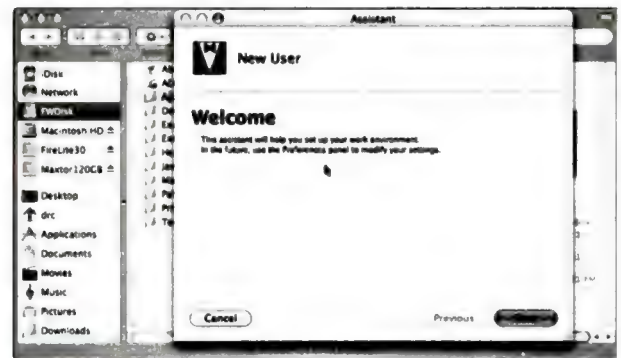 Assistant
New User
Welcome
This assistant will help you set up your work environment.
In the future, use the Preferences panel to modify your settings.
Cancel
Previous
iDisk
Network
FWDisk
Macintosh HD
FireLite30
Maxtor120GB
Desktop
drc
Applications
Documents
Movies
Music
Pictures
Downloads